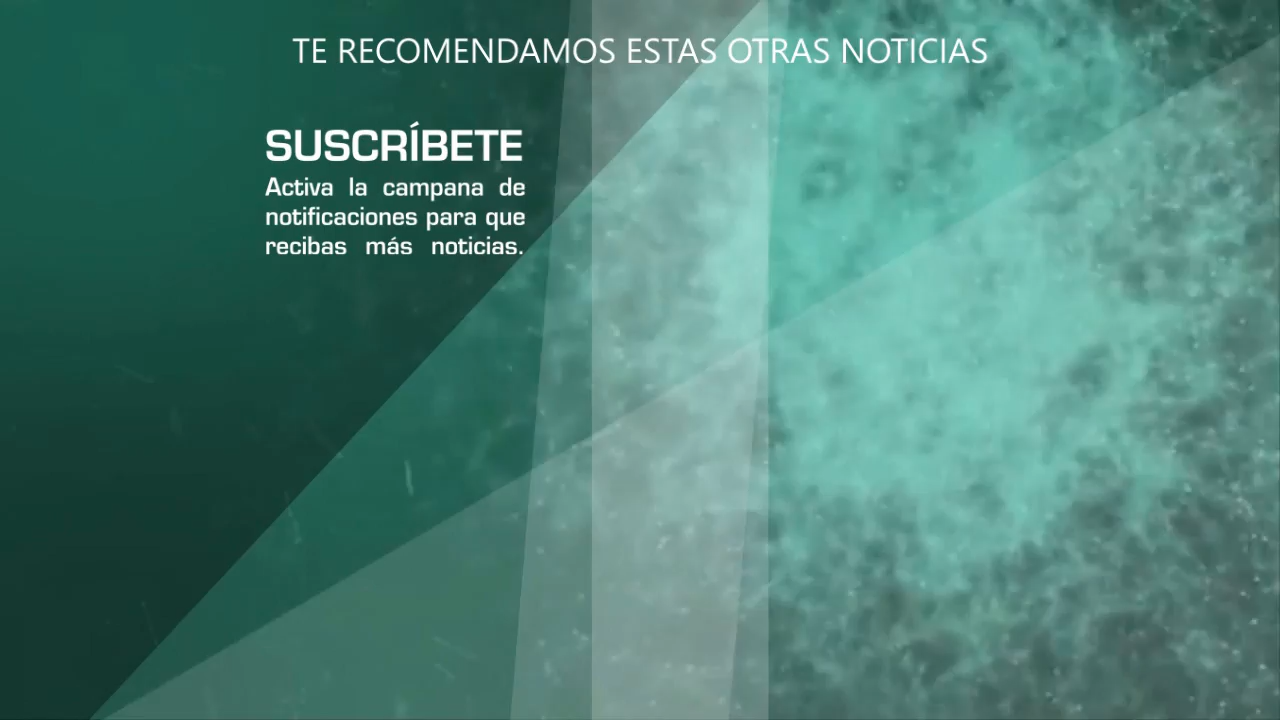 TE RECOMENDAMOS ESTAS OTRAS NOTICIAS
SUSCRÍBETE
Activa la campana de
notificaciones para que
recibas más noticias.